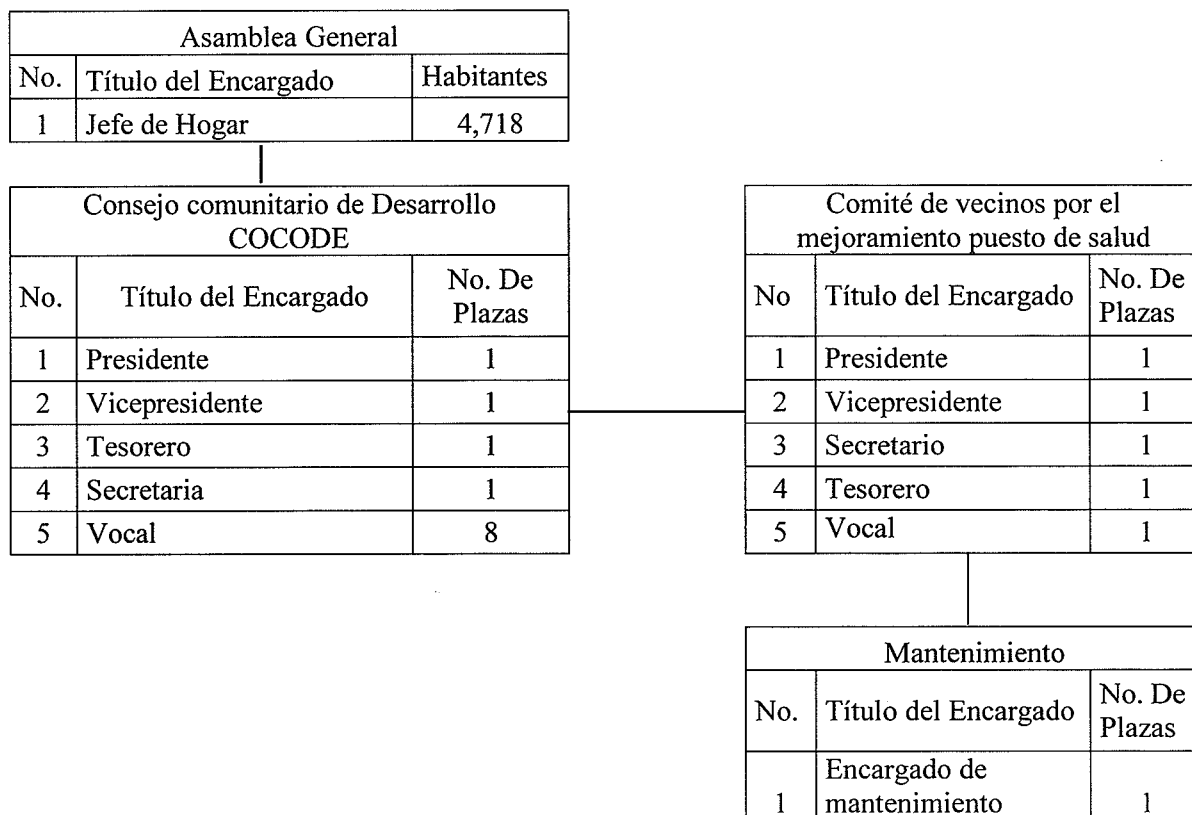 Asamblea General
No. Título del Encargado Habitantes
1 Jefe de Hogar 4,718
Consejo comunitario de Desarrollo
COCODE
No. Título del Encargado No. De
Plazas
1 Presidente 1
2 Vicepresidente 1
3 Tesorero 1
4 Secretaria 1
5 Vocal 8
Comité de vecinos por el
mejoramiento puesto de salud
No Título del Encargado No. De
Plazas
1 Presidente 1
2 Vicepresidente 1
3 Secretario 1
4 Tesorero 1
5 Vocal 1
Mantenimiento
No. Título del Encargado No. De
Plazas
Encargado de
1 mantenimiento 1